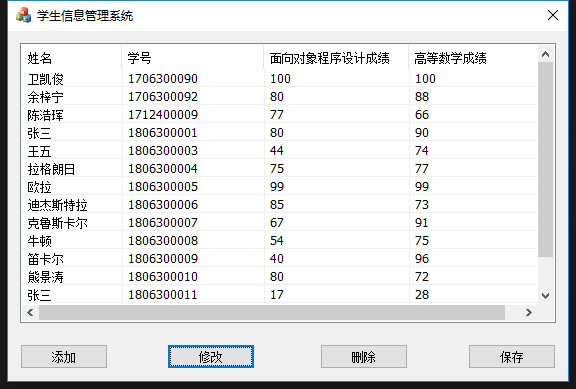 学生信息管理系统
姓名 学号 面向对象程序设计成绩 高等数学成绩
卫凯俊 1706300090 100 100
余梓宁 1706300092 80 88
陈浩珲 1712400009 77 66
张三 1806300001 80 90
王五 1806300003 44 74
拉格朗日 1806300004 75 77
欧拉 1806300005 99 99
迪杰斯特拉 1806300006 85 73
克鲁斯卡尔 1806300007 67 91
牛顿 1806300008 54 75
笛卡尔 1806300009 40 96
熊景涛 1806300010 80 72
张三 1806300011 17 28
添加 修改 删除 保存